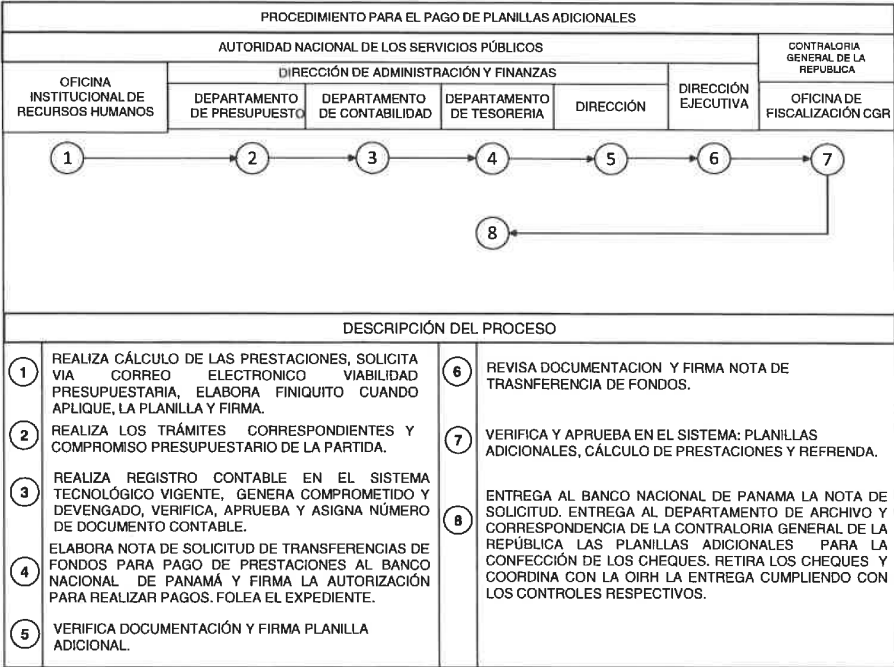 PROCEDIMIENTO PARA EL PAGO DE PLANILLAS ADICIONALES
AUTORIDAD NACIONAL DE LOS SERVICIOS PÚBLICOS
CONTRALORIA
GENERAL DE LA
REPUBLICA
OFICINA
INSTITUCIONAL DE
RECURSOS HUMANOS
DIRECCIÓN DE ADMINISTRACIÓN Y FINANZAS
DEPARTAMENTO
DE PRESUPUESTO
DEPARTAMENTO
DE CONTABILIDAD
DEPARTAMENTO
DE TESORERIA
DIRECCIÓN
DIRECCIÓN
EJECUTIVA
OFICINA DE
FISCALIZACIÓN CGR
1
2
3
4
5
6
7
8
DESCRIPCIÓN DEL PROCESO
1
REALIZA CÁLCULO DE LAS PRESTACIONES, SOLICITA
VIA CORREO ELECTRONICO VIABILIDAD
PRESUPUESTARIA, ELABORA FINIQUITO CUANDO
APLIQUE, LA PLANILLA Y FIRMA.
2
REALIZA LOS TRÁMITES CORRESPONDIENTES Y
COMPROMISO PRESUPUESTARIO DE LA PARTIDA.
3
REALIZA REGISTRO CONTABLE EN EL SISTEMA
TECNOLÓGICO VIGENTE, GENERA COMPROMETIDO Y
DEVENGADO, VERIFICA, APRUEBA Y ASIGNA NÚMERO
DE DOCUMENTO CONTABLE.
4
ELABORA NOTA DE SOLICITUD DE TRANSFERENCIAS DE
FONDOS PARA PAGO DE PRESTACIONES AL BANCO
NACIONAL DE PANAMÁ Y FIRMA LA AUTORIZACIÓN
PARA REALIZAR PAGOS. FOLEA EL EXPEDIENTE.
5
VERIFICA DOCUMENTACIÓN Y FIRMA PLANILLA
ADICIONAL.
6
REVISA DOCUMENTACION Y FIRMA NOTA DE
TRASNFERENCIA DE FONDOS.
7
VERIFICA Y APRUEBA EN EL SISTEMA: PLANILLAS
ADICIONALES, CÁLCULO DE PRESTACIONES Y REFRENDA.
8
ENTREGA AL BANCO NACIONAL DE PANAMA LA NOTA DE
SOLICITUD. ENTREGA AL DEPARTAMENTO DE ARCHIVO Y
CORRESPONDENCIA DE LA CONTRALORIA GENERAL DE LA
REPÚBLICA LAS PLANILLAS ADICIONALES PARA LA
CONFECCIÓN DE LOS CHEQUES. RETIRA LOS CHEQUES Y
COORDINA CON LA OIRH LA ENTREGA CUMPLIENDO CON
LOS CONTROLES RESPECTIVOS.